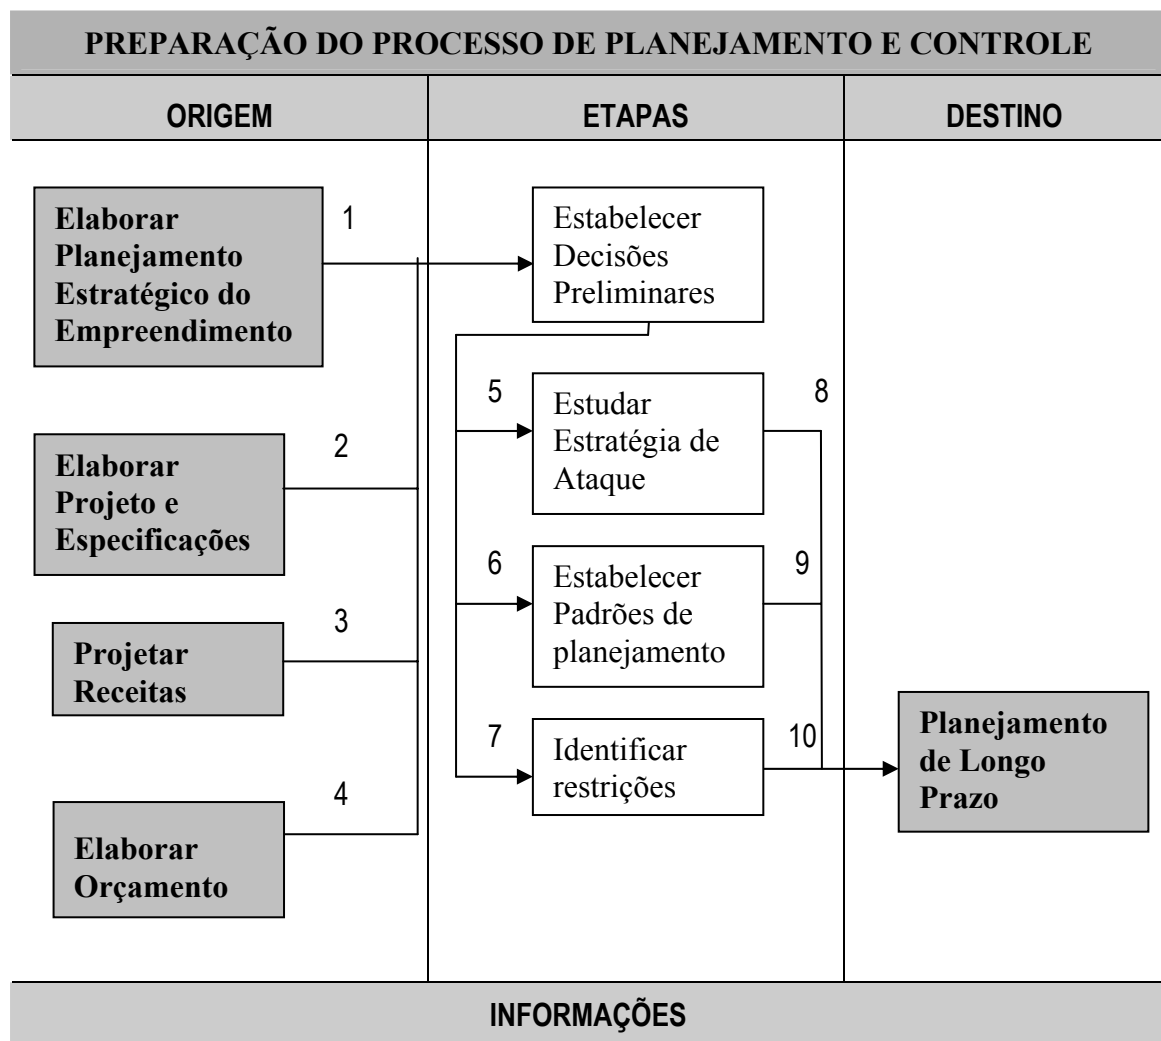 PREPARAÇÃO DO PROCESSO DE PLANEJAMENTO E CONTROLE
ORIGEM
ETAPAS
DESTINO
Elaborar
Planejamento
Estratégico do
Empreendimento
1
Elaborar
Projeto e
Especificações
2
Projetar
Receitas
3
Elaborar
Orçamento
4
Estabelecer
Decisões
Preliminares
5
Estudar
Estratégia de
Ataque
8
6
Estabelecer
Padrões de
planejamento
9
7
Identificar
restrições
10
Planejamento
de Longo
Prazo
INFORMAÇÕES